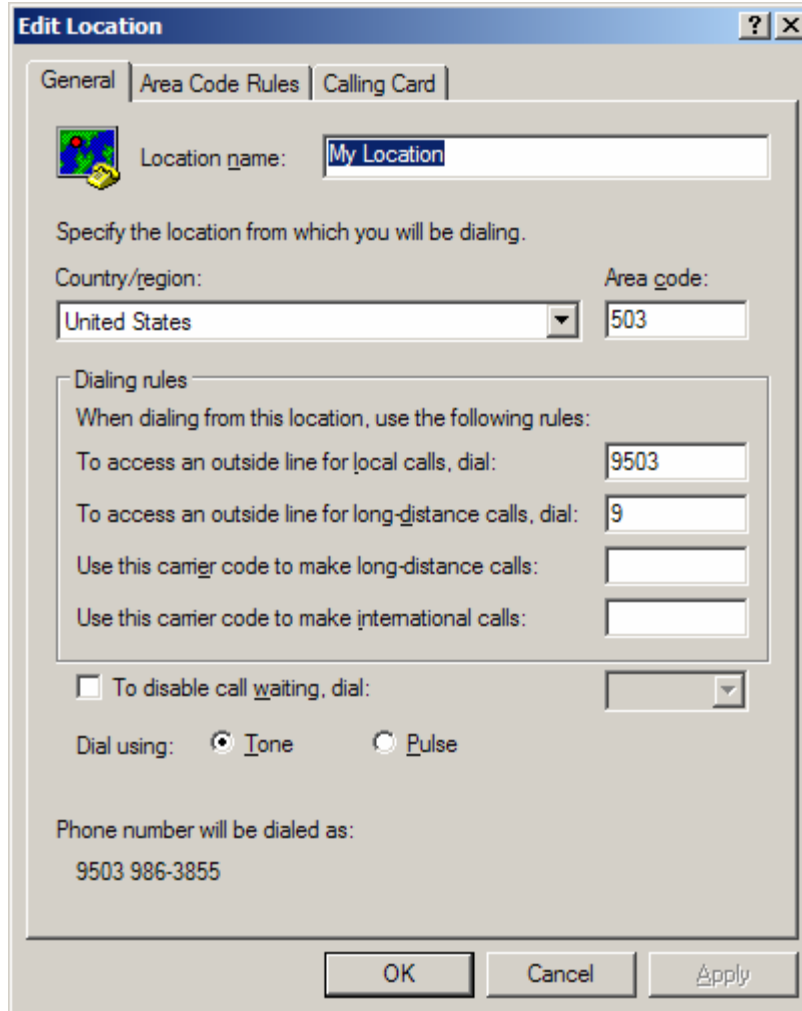 Edit Location
General Area Code Rules Calling Card
Location name: My Location
Specify the location from which you will be dialing.
Country/region: Area code:
United States 503
Dialing rules
When dialing from this location, use the following rules:
To access an outside line for local calls, dial: 9503
To access an outside line for long-distance calls, dial: 9
Use this carrier code to make long-distance calls:
Use this carrier code to make international calls:
To disable call waiting, dial:
Dial using: Tone Pulse
Phone number will be dialed as:
9503 986-3855
OK Cancel Apply